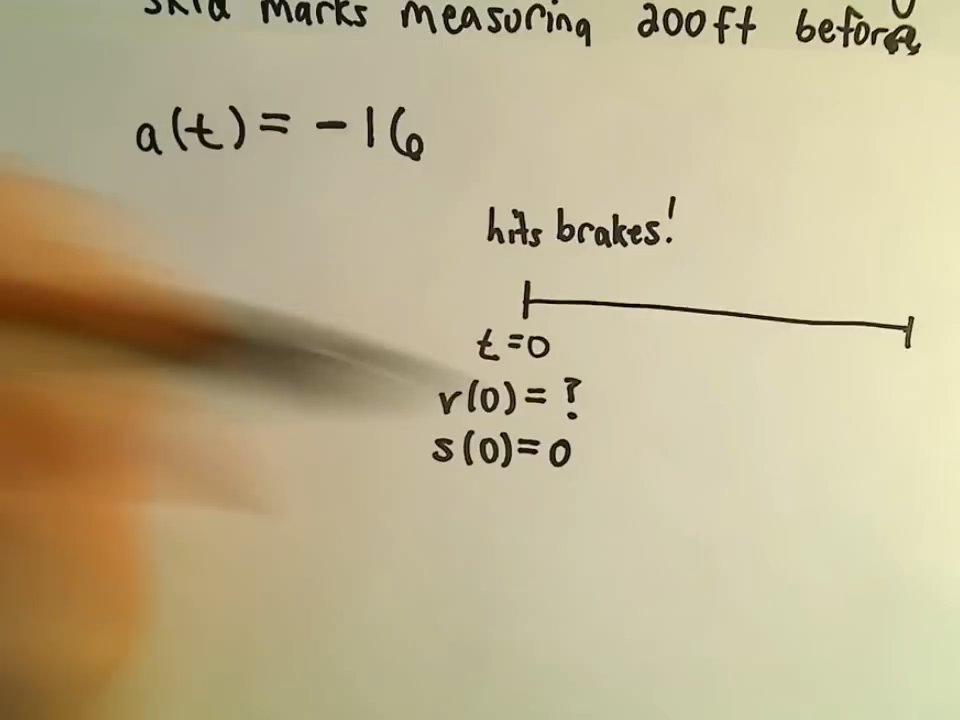 skid marks measuring 200ft before
a(t) = -16
hits brakes!
t=0
v(0) = ?
s(0)=0